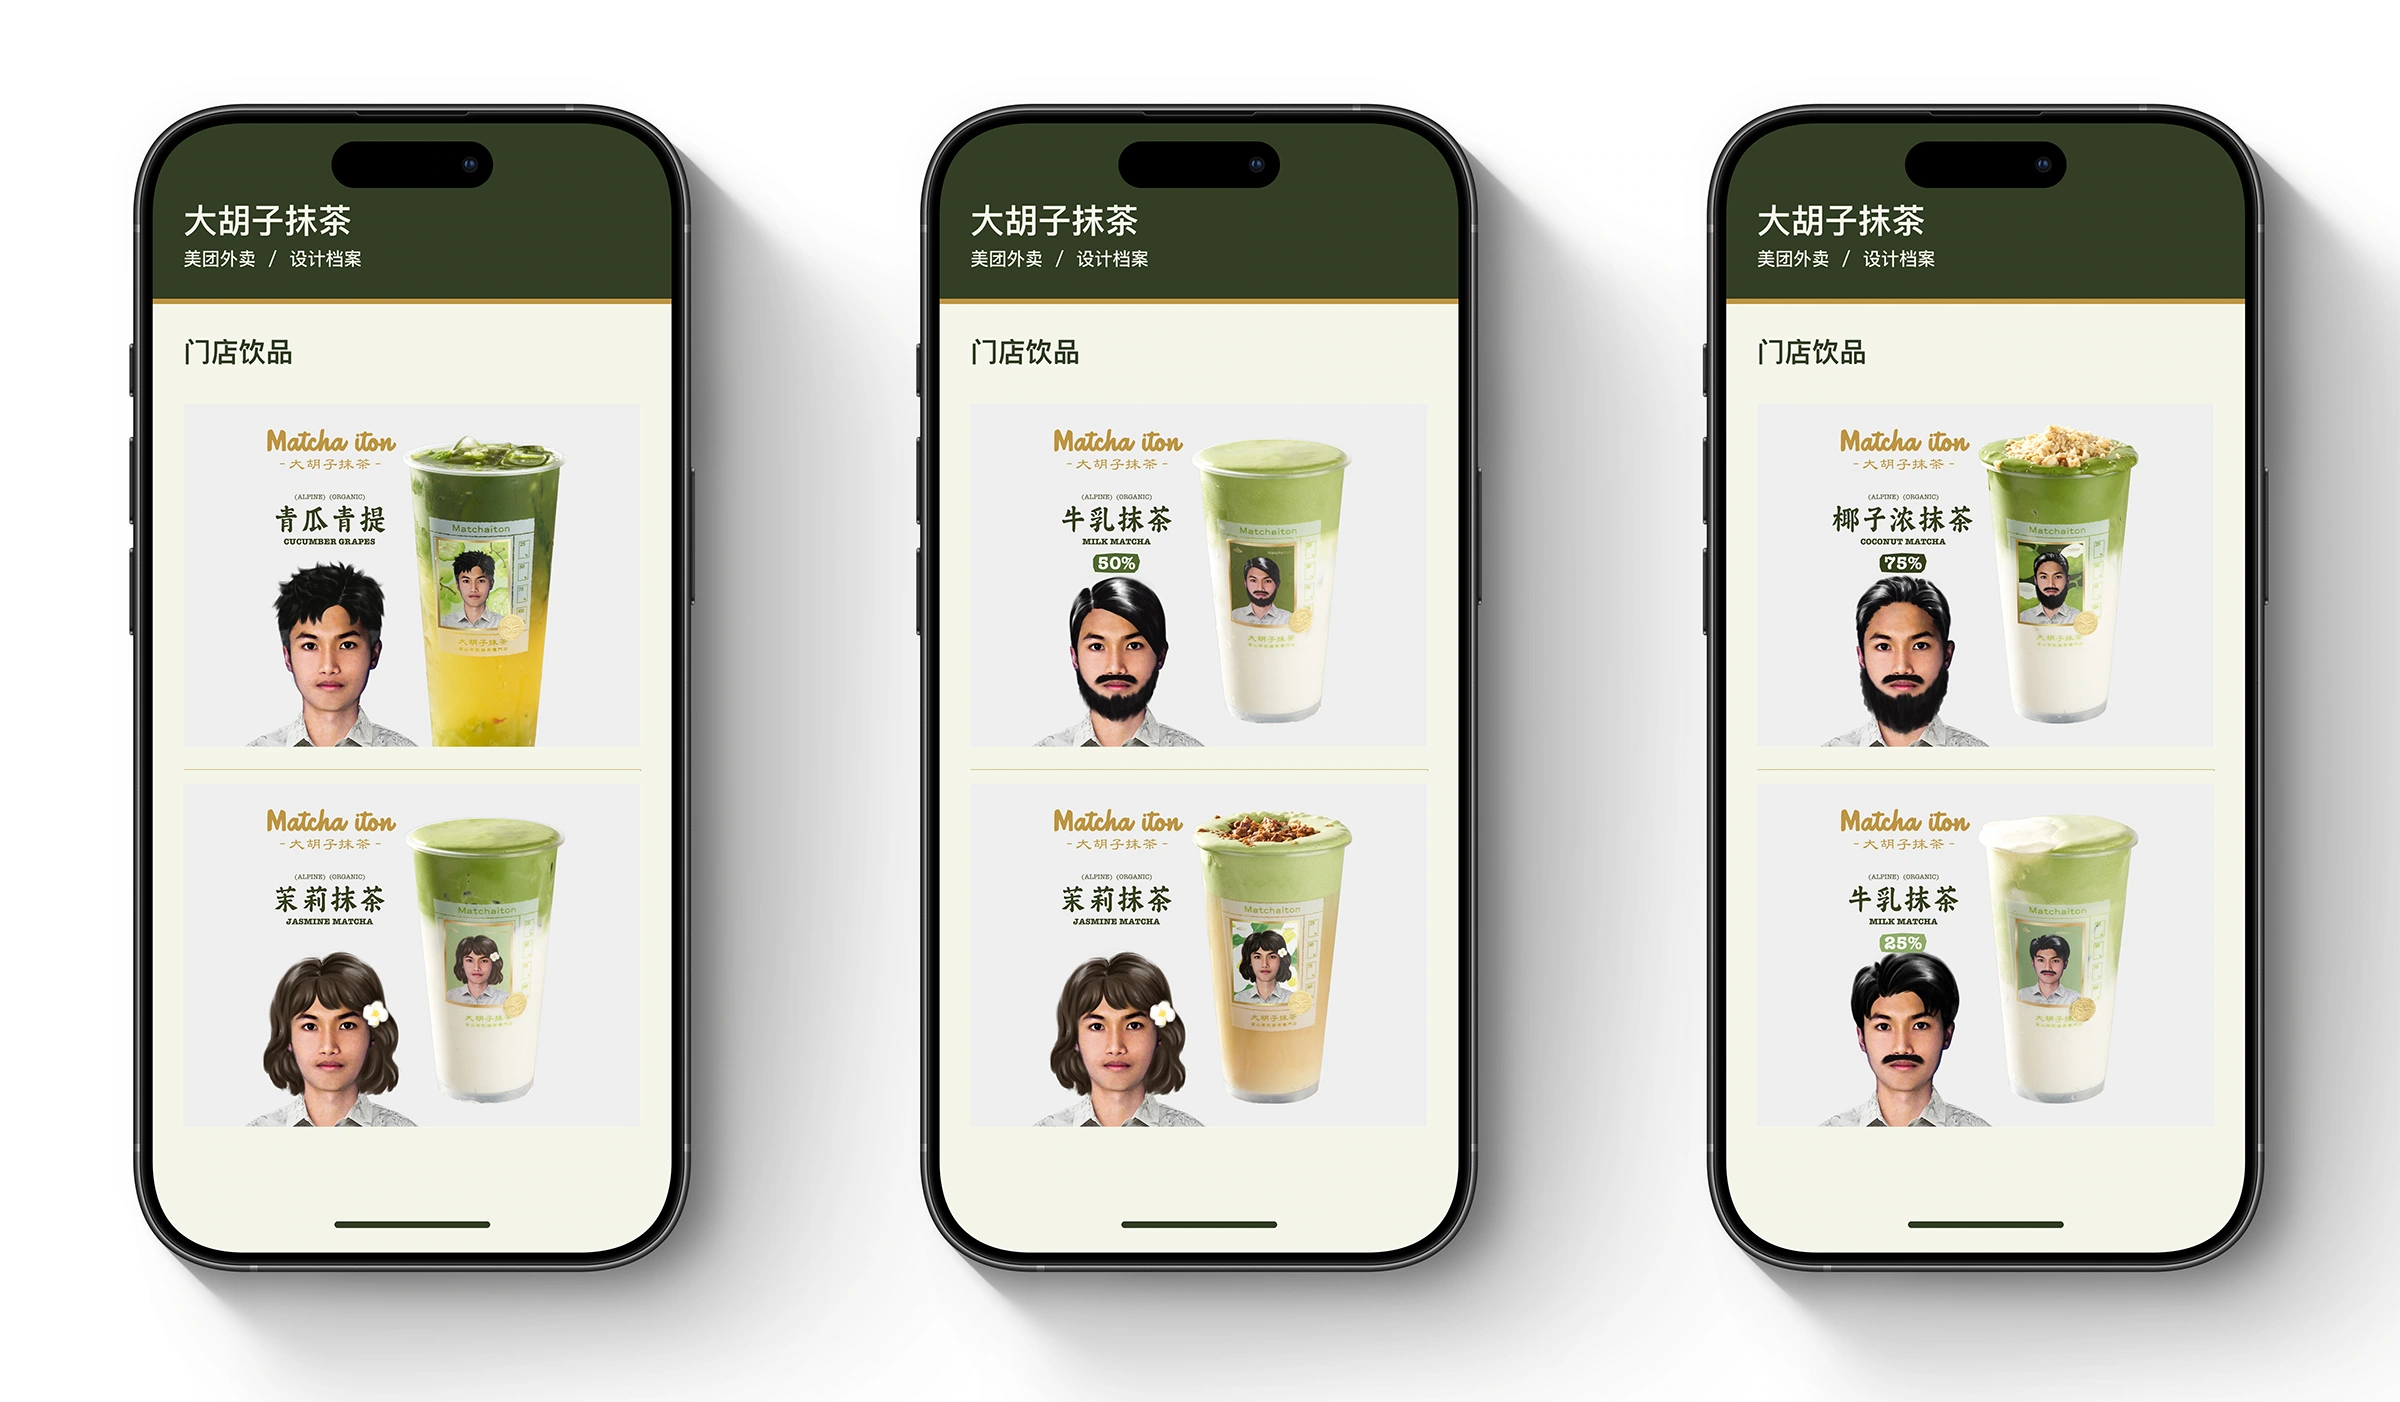 大胡子抹茶
美团外卖 / 设计档案
门店饮品
Matcha iton
-大胡子抹茶-
(ALPINE) (ORGANIC)
青瓜青提
CUCUMBER GRAPES
Matchaiton
大胡子抹茶
Matcha iton
-大胡子抹茶-
(ALPINE) (ORGANIC)
茉莉抹茶
JASMINE MATCHA
Matchaiton
大胡子抹茶
大胡子抹茶
美团外卖 / 设计档案
门店饮品
Matcha iton
-大胡子抹茶-
(ALPINE) (ORGANIC)
牛乳抹茶
MILK MATCHA
50%
Matchaiton
大胡子抹茶
Matcha iton
-大胡子抹茶-
(ALPINE) (ORGANIC)
茉莉抹茶
JASMINE MATCHA
Matchaiton
大胡子抹茶
大胡子抹茶
美团外卖 / 设计档案
门店饮品
Matcha iton
-大胡子抹茶-
(ALPINE) (ORGANIC)
椰子浓抹茶
COCONUT MATCHA
75%
Matchaiton
大胡子抹茶
Matcha iton
-大胡子抹茶-
(ALPINE) (ORGANIC)
牛乳抹茶
MILK MATCHA
25%
Matchaiton
大胡子抹茶